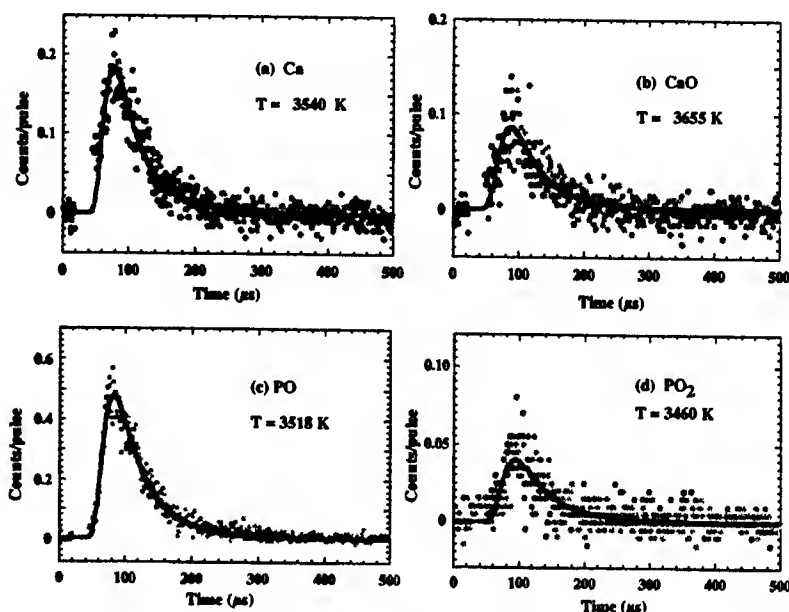 0.2
0.1
0
Counts/pulse
(a) Ca
T = 3540 K
0 100 200 300 400 500
Time (μs)
0.2
0.1
0
Counts/pulse
(b) CaO
T = 3655 K
0 100 200 300 400 500
Time (μs)
0.6
0.4
0.2
0
Counts/pulse
(c) PO
T = 3518 K
0 100 200 300 400 500
Time (μs)
0.10
0.05
0
Counts/pulse
(d) PO₂
T = 3460 K
0 100 200 300 400 500
Time (μs)